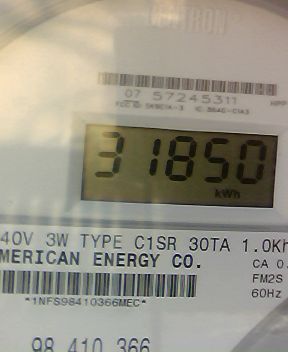 07 57245311
31850
kWh
40V 3W TYPE C1SR 30TA 1.0Kh
MERICAN ENERGY CO.
CA 0.
FM2S
60Hz
*1NFS98410366MEC*
98 410 366